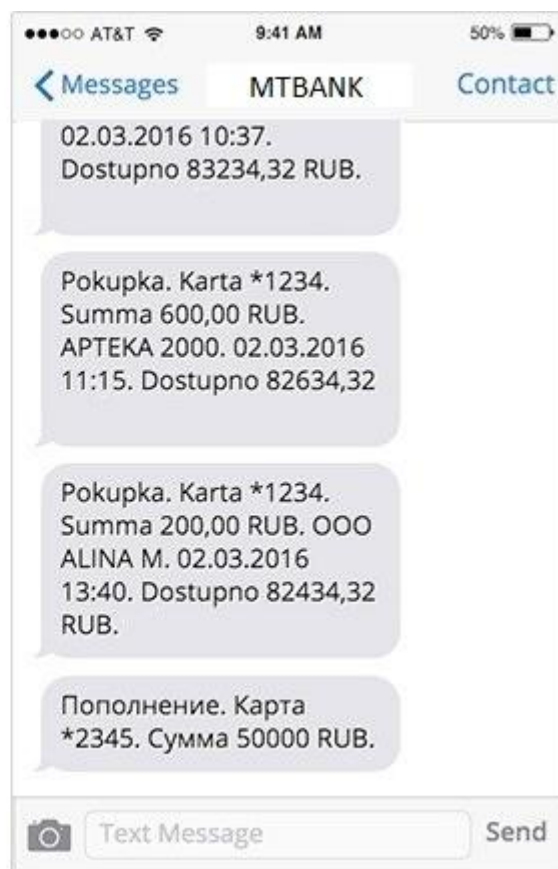 AT&T 9:41 AM 50%
Messages MTBANK Contact
02.03.2016 10:37.
Dostupno 83234,32 RUB.
Pokupka. Karta *1234.
Summa 600,00 RUB.
APTEKA 2000. 02.03.2016
11:15. Dostupno 82634,32
Pokupka. Karta *1234.
Summa 200,00 RUB. OOO
ALINA M. 02.03.2016
13:40. Dostupno 82434,32
RUB.
Пополнение. Карта
*2345. Сумма 50000 RUB.
Text Message Send